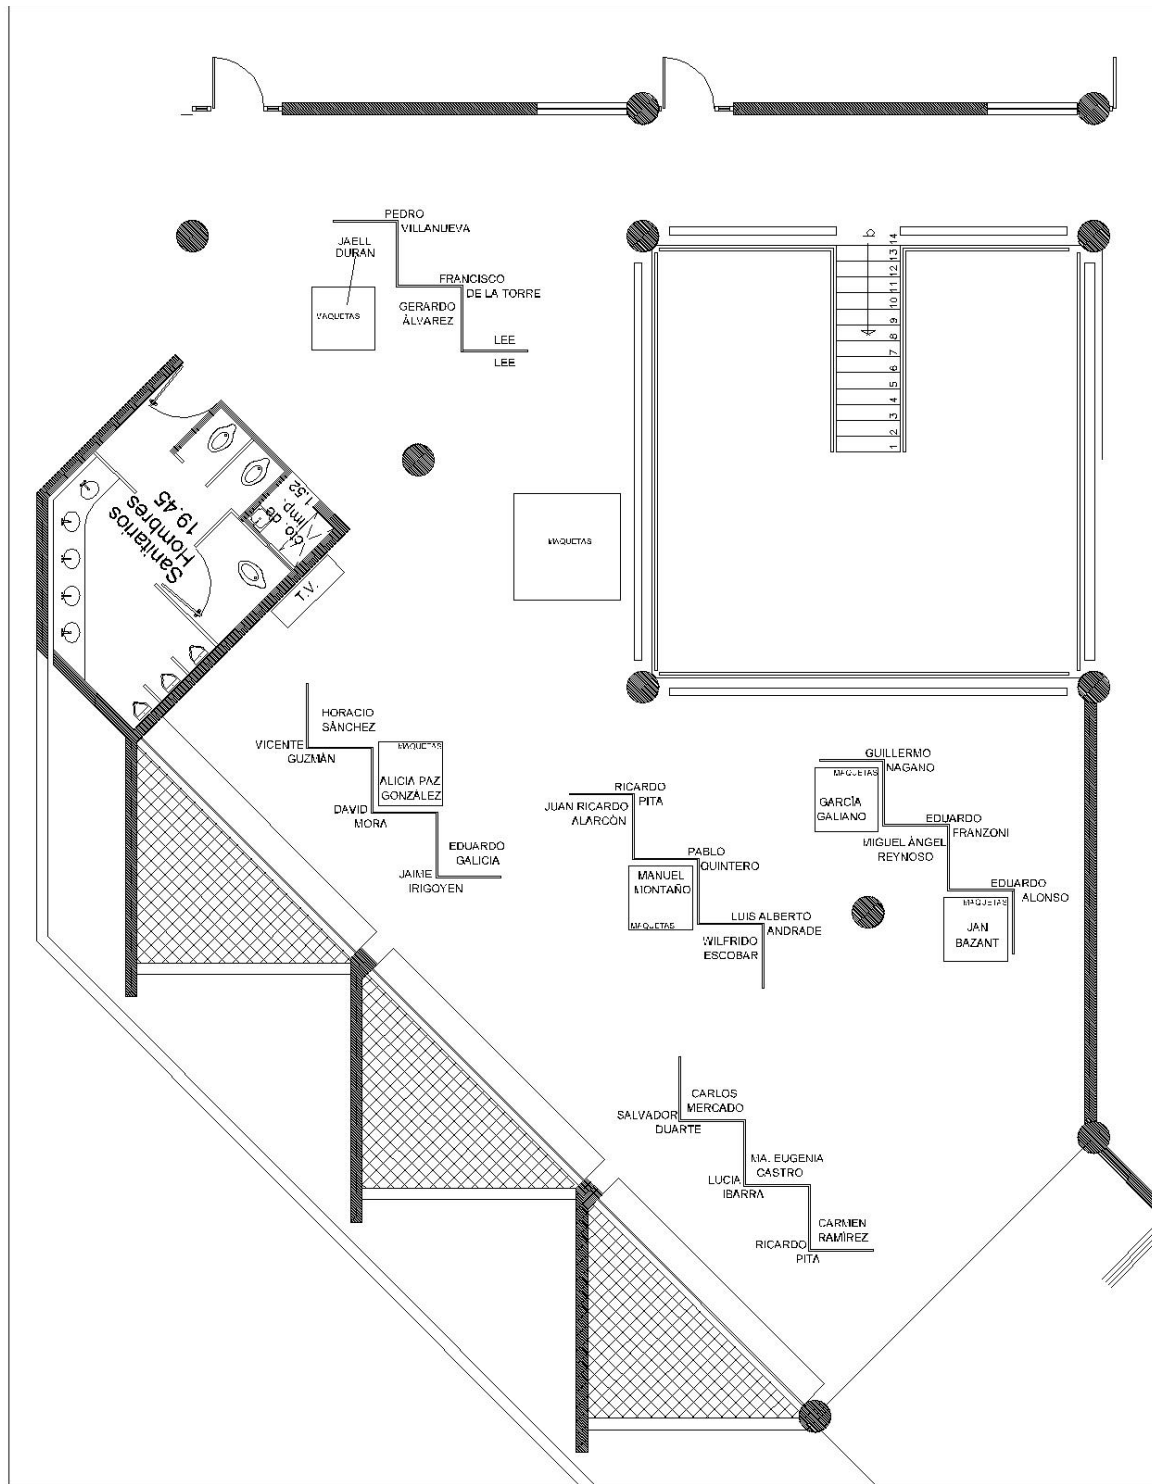 PEDRO
VILLANUEVA
JAELL
DURAN
FRANCISCO
DE LA TORRE
GERARDO
ÁLVAREZ
MAQUETAS
LEE
LEE
14
13
12
11
10
9
8
7
6
5
4
3
2
1
Sanitarios
Hombres
19.45
cto. de
limp.
1.52
T.V.
MAQUETAS
HORACIO
SÁNCHEZ
VICENTE
GUZMÁN
MAQUETAS
ALICIA PAZ
GONZÁLEZ
DAVID
MORA
EDUARDO
GALICIA
JAIME
IRIGOYEN
RICARDO
PITA
JUAN RICARDO
ALARCÓN
PABLO
QUINTERO
MANUEL
MONTAÑO
MAQUETAS
LUIS ALBERTO
ANDRADE
WILFRIDO
ESCOBAR
GUILLERMO
NAGANO
MAQUETAS
GARCÍA
GALIANO
EDUARDO
FRANZONI
MIGUEL ÁNGEL
REYNOSO
EDUARDO
ALONSO
MAQUETAS
JAN
BAZANT
CARLOS
MERCADO
SALVADOR
DUARTE
MA. EUGENIA
CASTRO
LUCIA
IBARRA
CARMEN
RAMÍREZ
RICARDO
PITA